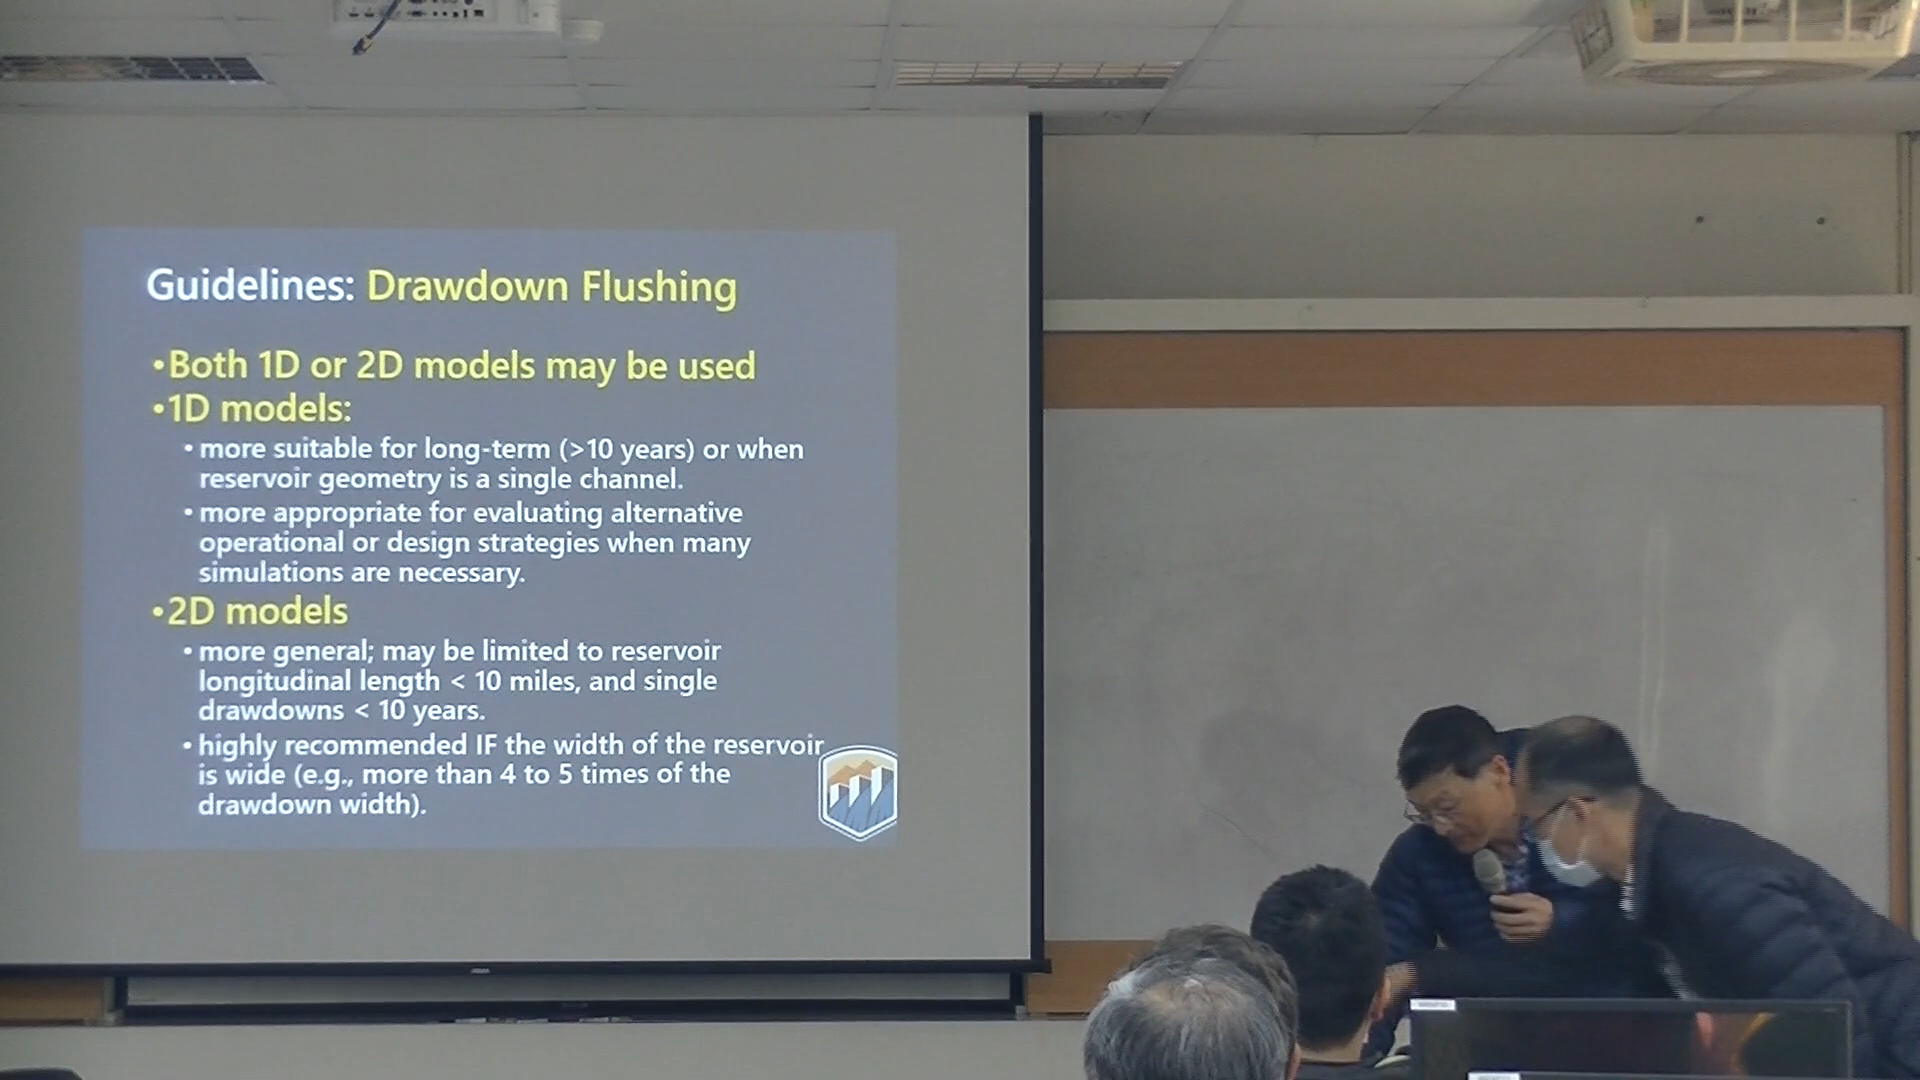 Guidelines: Drawdown Flushing
•Both 1D or 2D models may be used
•1D models:
• more suitable for long-term (>10 years) or when
reservoir geometry is a single channel.
• more appropriate for evaluating alternative
operational or design strategies when many
simulations are necessary.
•2D models
• more general; may be limited to reservoir
longitudinal length < 10 miles, and single
drawdowns < 10 years.
• highly recommended IF the width of the reservoir
is wide (e.g., more than 4 to 5 times of the
drawdown width).